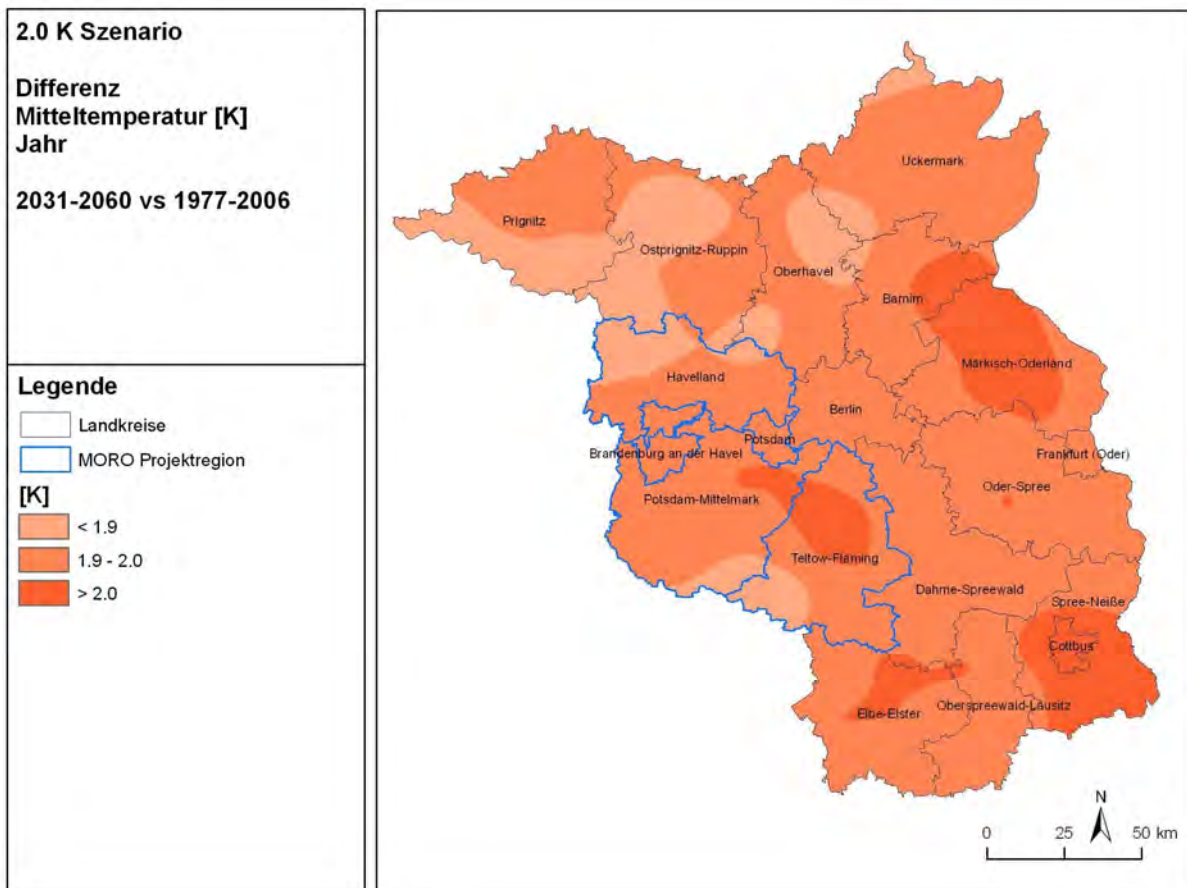 2.0 K Szenario
Differenz
Mitteltemperatur [K]
Jahr
2031-2060 vs 1977-2006
Legende
Landkreise
MORO Projektregion
[K]
< 1.9
1.9 - 2.0
> 2.0
Uckermark
Prignitz
Ostprignitz-Ruppin
Oberhavel
Barnim
Märkisch-Oderland
Havelland
Berlin
Potsdam
Brandenburg an der Havel
Frankfurt (Oder)
Oder-Spree
Potsdam-Mittelmark
Teltow-Fläming
Dahme-Spreewald
Spree-Neiße
Cottbus
Elbe-Elster
Oberspreewald-Lausitz
N
0 25 50 km